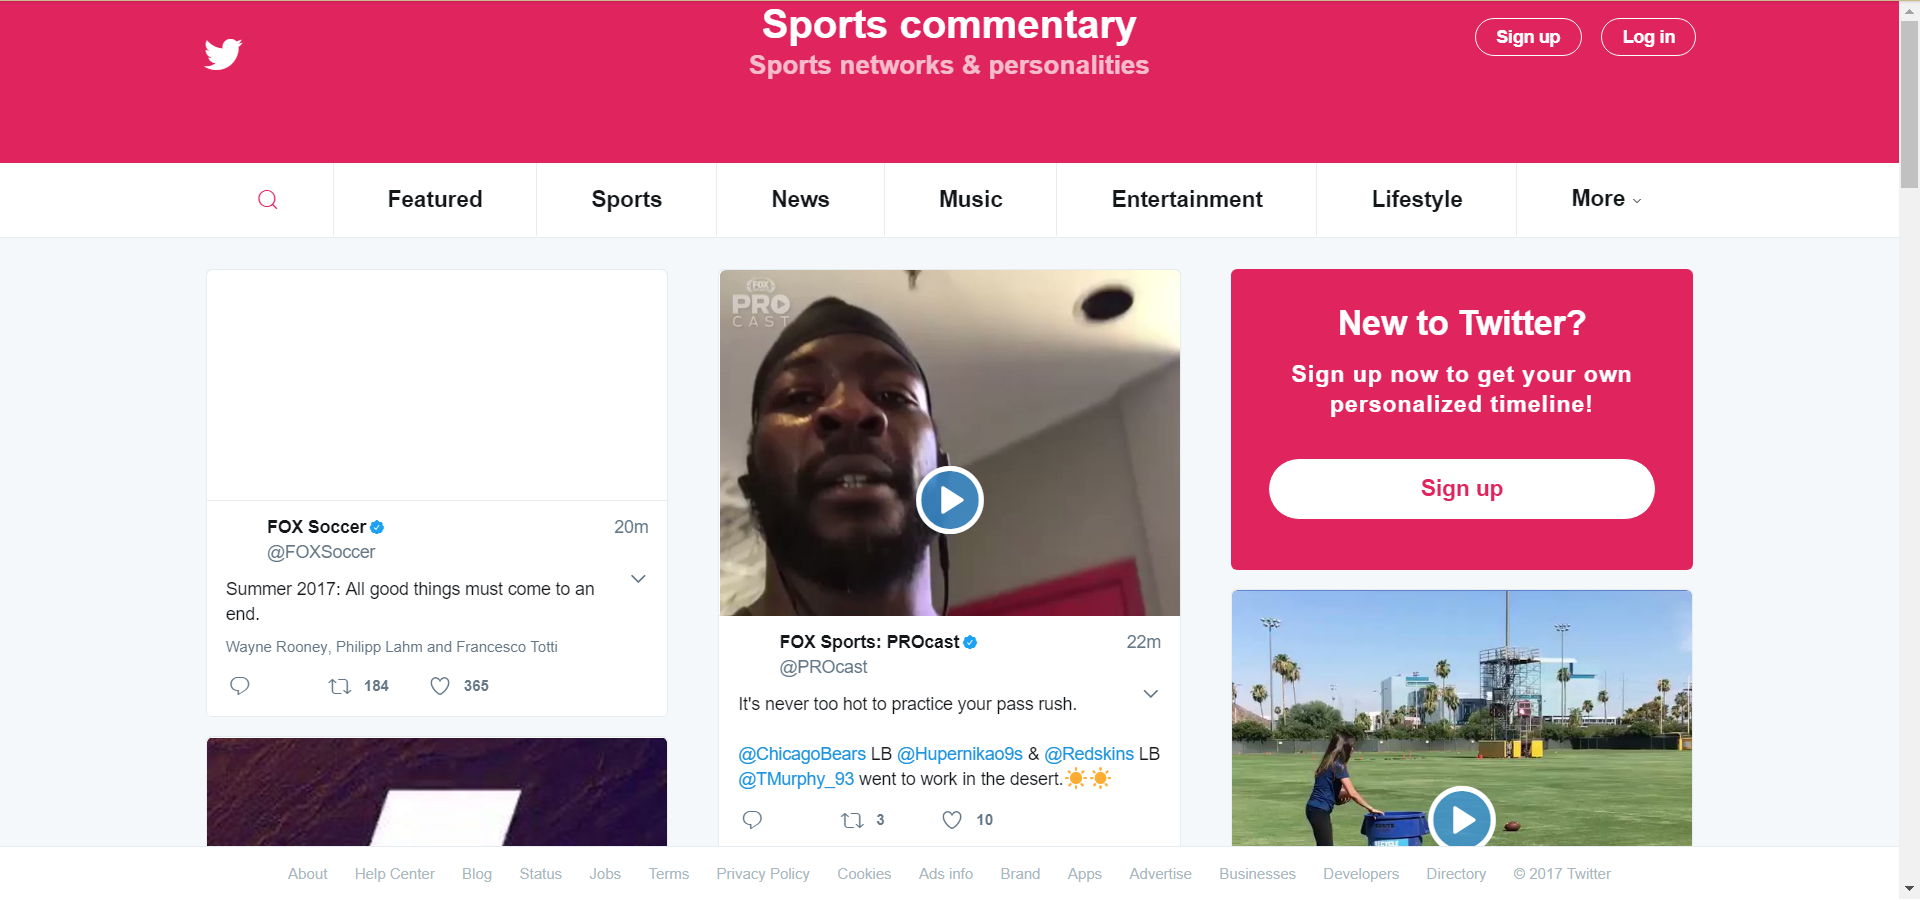 Sports commentary
Sports networks & personalities
Sign up
Log in
Featured
Sports
News
Music
Entertainment
Lifestyle
More
FOX Soccer
20m
@FOXSoccer
Summer 2017: All good things must come to an
end.
Wayne Rooney, Philipp Lahm and Francesco Totti
184
365
FOX
PRO
CAST
FOX Sports: PROcast
22m
@PROcast
It's never too hot to practice your pass rush.
@ChicagoBears LB @Hupernikao9s & @Redskins LB
@TMurphy_93 went to work in the desert.☀☀
3
10
New to Twitter?
Sign up now to get your own
personalized timeline!
Sign up
About
Help Center
Blog
Status
Jobs
Terms
Privacy Policy
Cookies
Ads info
Brand
Apps
Advertise
Businesses
Developers
Directory
© 2017 Twitter